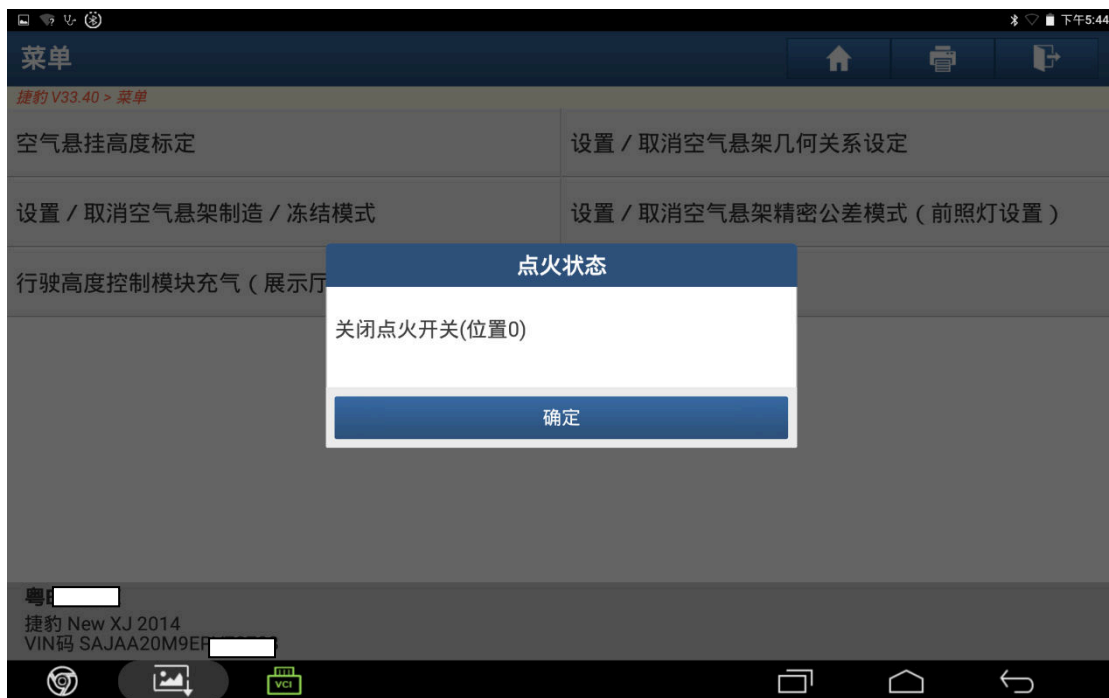 下午5:44
菜单
捷豹 V33.40 > 菜单
空气悬挂高度标定
设置 / 取消空气悬架几何关系设定
设置 / 取消空气悬架制造 / 冻结模式
设置 / 取消空气悬架精密公差模式 ( 前照灯设置 )
行驶高度控制模块充气 ( 展示厅
点火状态
关闭点火开关(位置0)
确定
粤
捷豹 New XJ 2014
VIN码 SAJAA20M9E
VCI